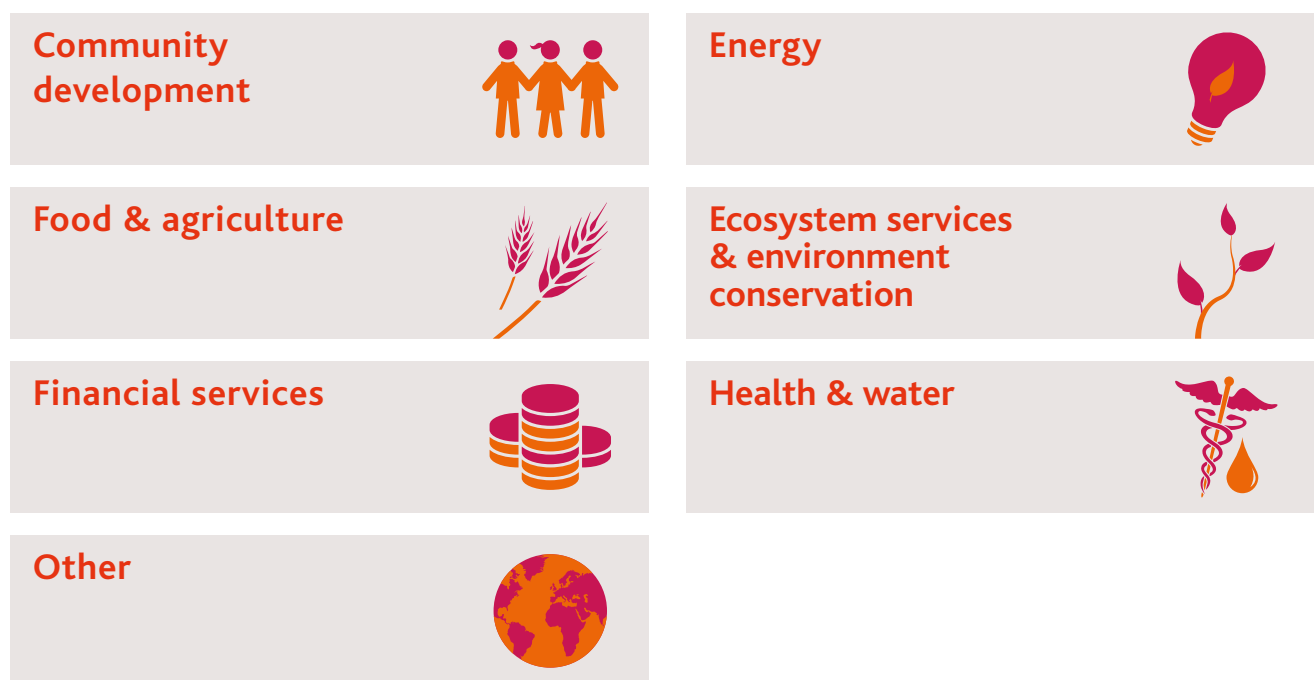 Community
development
Energy
Food & agriculture
Ecosystem services
& environment
conservation
Financial services
Health & water
Other